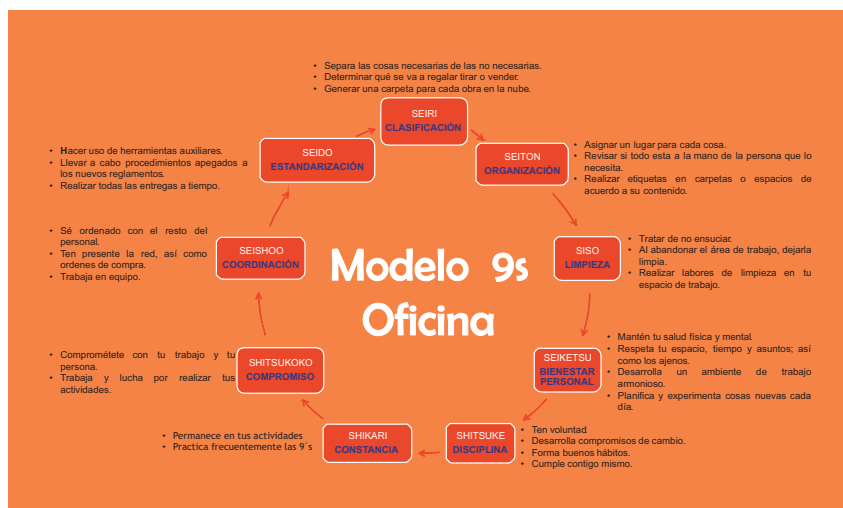 • Separa las cosas necesarias de las no necesarias.
• Determinar qué se va a regalar tirar o vender.
• Generar una carpeta para cada obra en la nube.
SEIRI
CLASIFICACIÓN
• Asignar un lugar para cada cosa.
• Revisar si todo esta a la mano de la persona que lo
necesita.
• Realizar etiquetas en carpetas o espacios de
acuerdo a su contenido.
SEITON
ORGANIZACIÓN
• Tratar de no ensuciar.
• Al abandonar el área de trabajo, dejarla
limpia.
• Realizar labores de limpieza en tu
espacio de trabajo.
SISO
LIMPIEZA
• Mantén tu salud física y mental.
• Respeta tu espacio, tiempo y asuntos; así
como los ajenos.
• Desarrolla un ambiente de trabajo
armonioso.
• Planifica y experimenta cosas nuevas cada
día.
SEIKETSU
BIENESTAR
PERSONAL
• Ten voluntad.
• Desarrolla compromisos de cambio.
• Forma buenos hábitos.
• Cumple contigo mismo.
SHITSUKE
DISCIPLINA
• Permanece en tus actividades
• Practica frecuentemente las 9´s
SHIKARI
CONSTANCIA
• Comprométete con tu trabajo y tu
persona.
• Trabaja y lucha por realizar tus
actividades.
SHITSUKOKO
COMPROMISO
• Sé ordenado con el resto del
personal.
• Ten presente la red, así como
ordenes de compra.
• Trabaja en equipo.
SEISHOO
COORDINACIÓN
• Hacer uso de herramientas auxiliares.
• Llevar a cabo procedimientos apegados a
los nuevos reglamentos.
• Realizar todas las entregas a tiempo.
SEIDO
ESTANDARIZACIÓN
Modelo 9s
Oficina